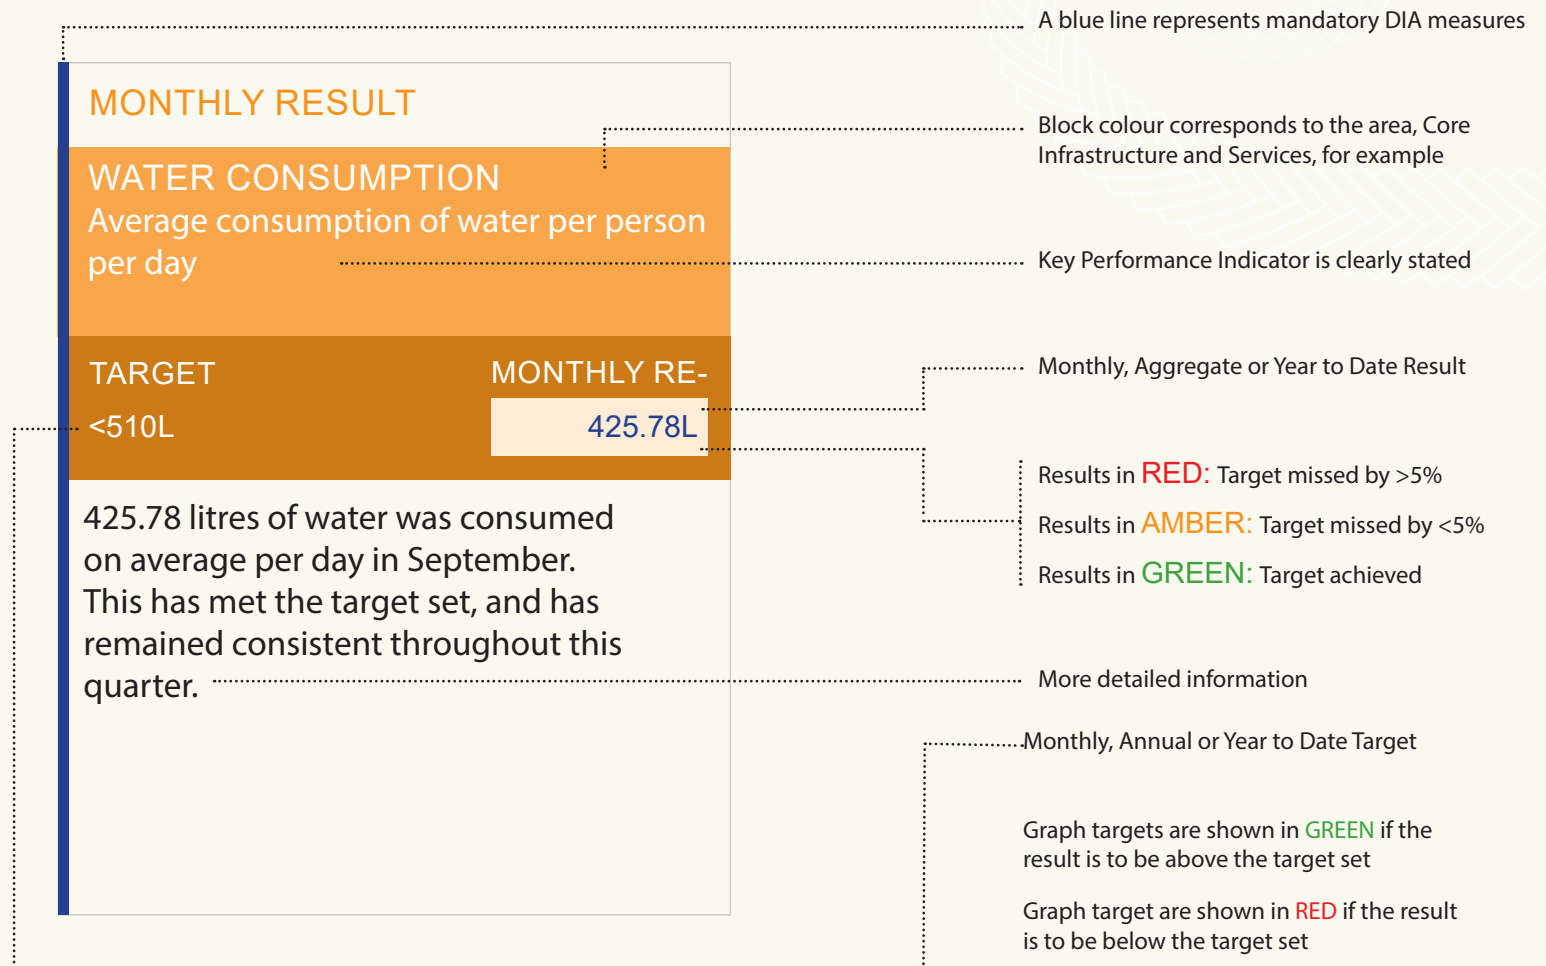 A blue line represents mandatory DIA measures
MONTHLY RESULT
Block colour corresponds to the area, Core
Infrastructure and Services, for example
WATER CONSUMPTION
Average consumption of water per person
per day
Key Performance Indicator is clearly stated
TARGET
MONTHLY RE-
<510L
425.78L
Monthly, Aggregate or Year to Date Result
Results in RED: Target missed by >5%
Results in AMBER: Target missed by <5%
Results in GREEN: Target achieved
425.78 litres of water was consumed
on average per day in September.
This has met the target set, and has
remained consistent throughout this
quarter.
More detailed information
Monthly, Annual or Year to Date Target
Graph targets are shown in GREEN if the
result is to be above the target set
Graph target are shown in RED if the result
is to be below the target set